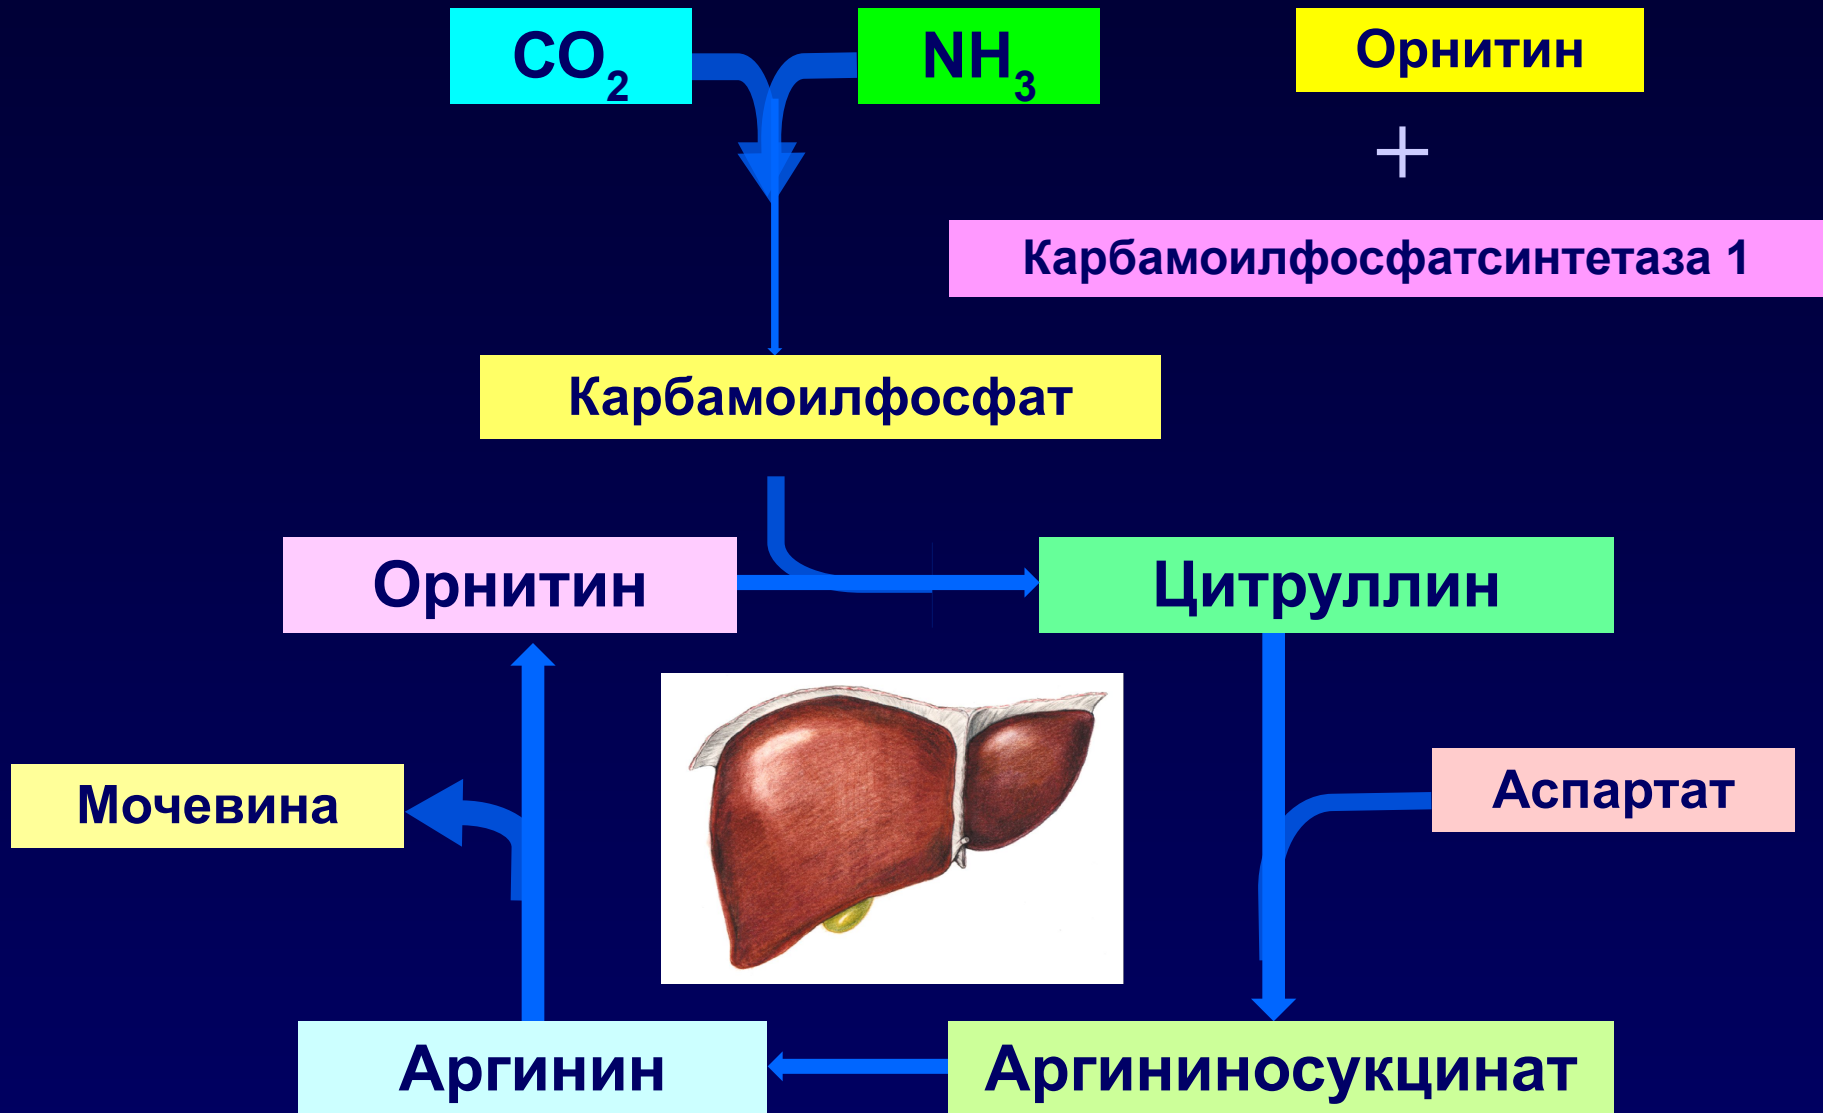 CO₂
NH₃
Орнитин
+
Карбамоилфосфатсинтетаза 1
Карбамоилфосфат
Орнитин
Цитруллин
Мочевина
Аспартат
Аргинин
Аргининосукцинат